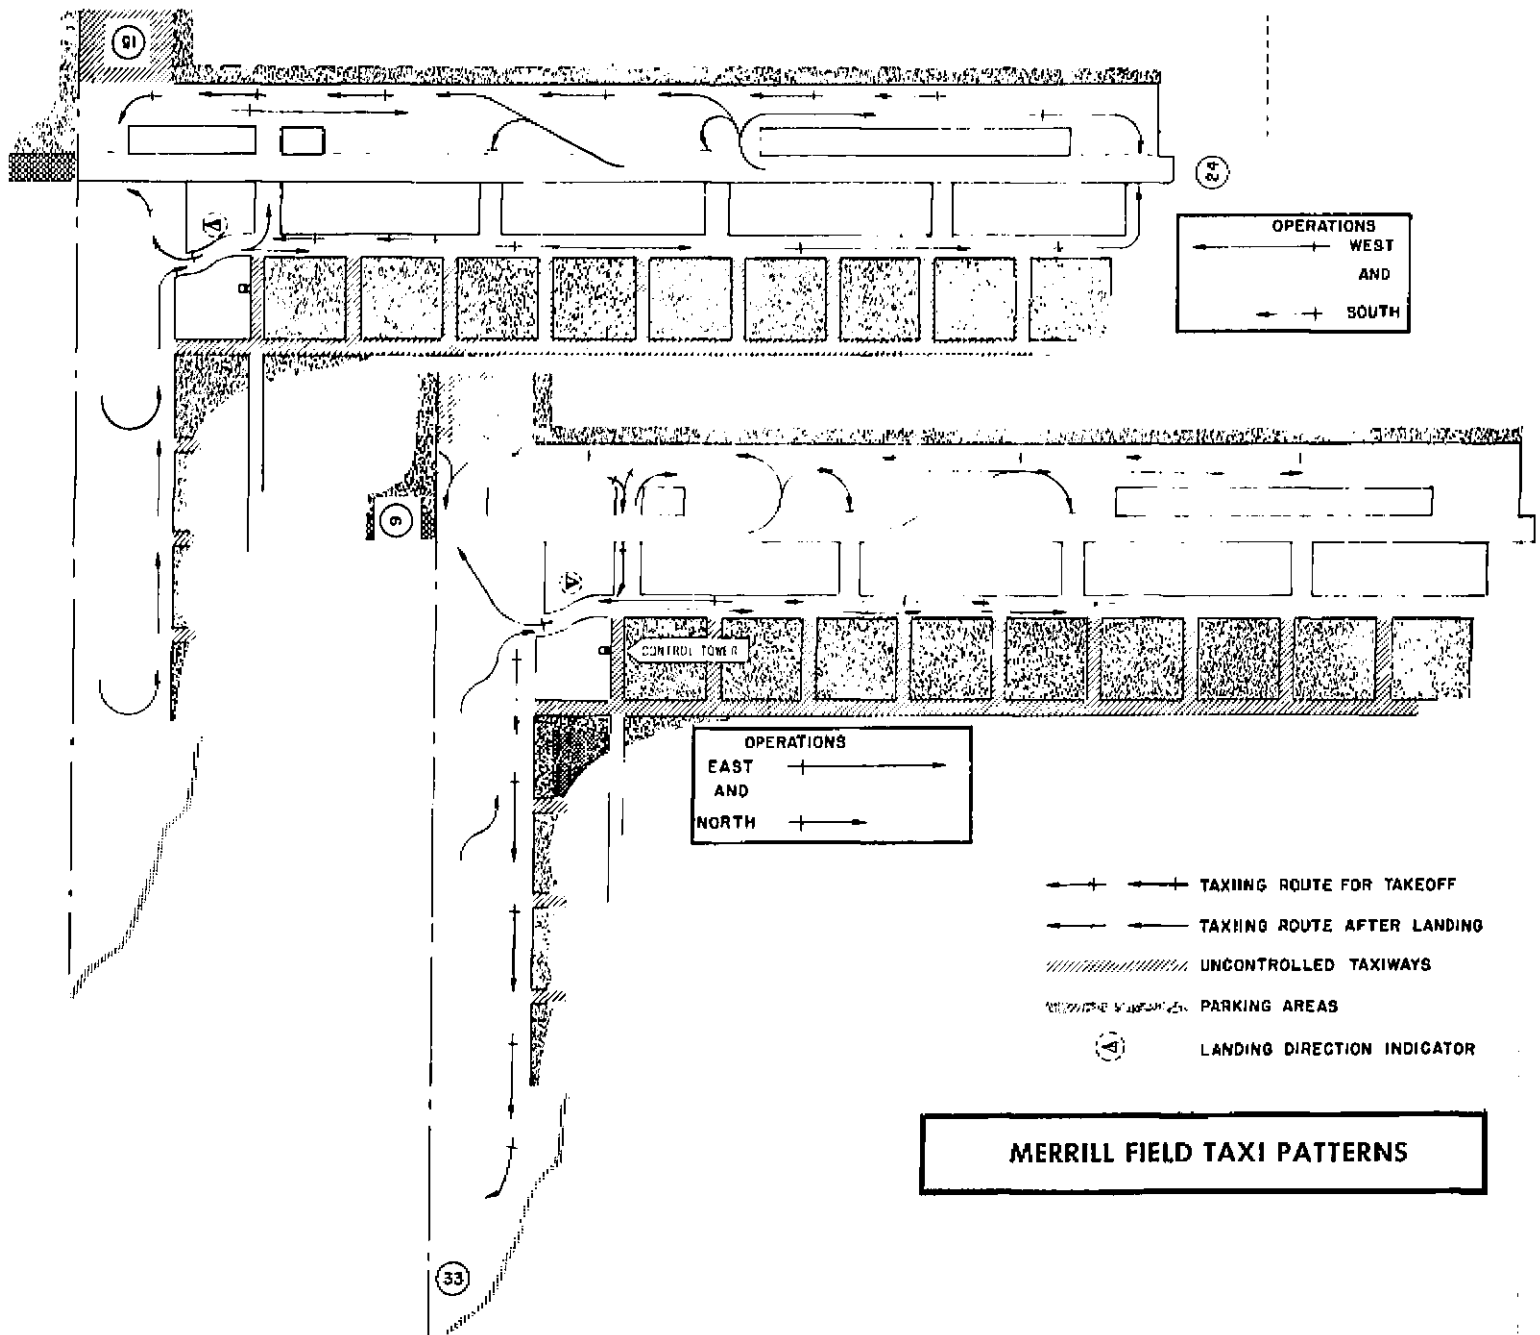 15
24
OPERATIONS
WEST
AND
SOUTH
6
CONTROL TOWER
OPERATIONS
EAST
AND
NORTH
TAXIING ROUTE FOR TAKEOFF
TAXIING ROUTE AFTER LANDING
UNCONTROLLED TAXIWAYS
PARKING AREAS
LANDING DIRECTION INDICATOR
MERRILL FIELD TAXI PATTERNS
33